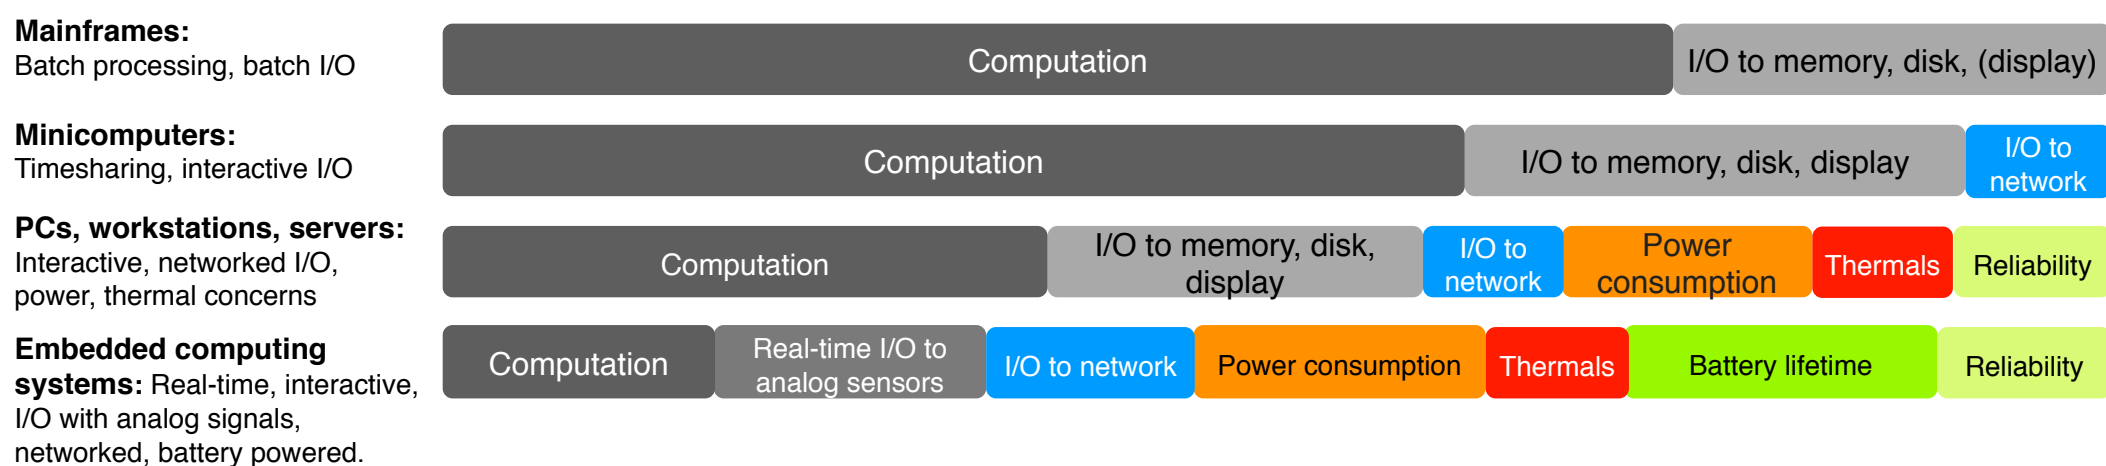 Mainframes:
Batch processing, batch I/O
Computation
I/O to memory, disk, (display)
Minicomputers:
Timesharing, interactive I/O
Computation
I/O to memory, disk, display
I/O to
network
PCs, workstations, servers:
Interactive, networked I/O,
power, thermal concerns
Computation
I/O to memory, disk,
display
I/O to
network
Power
consumption
Thermals
Reliability
Embedded computing
systems: Real-time, interactive,
I/O with analog signals,
networked, battery powered.
Computation
Real-time I/O to
analog sensors
I/O to network
Power consumption
Thermals
Battery lifetime
Reliability